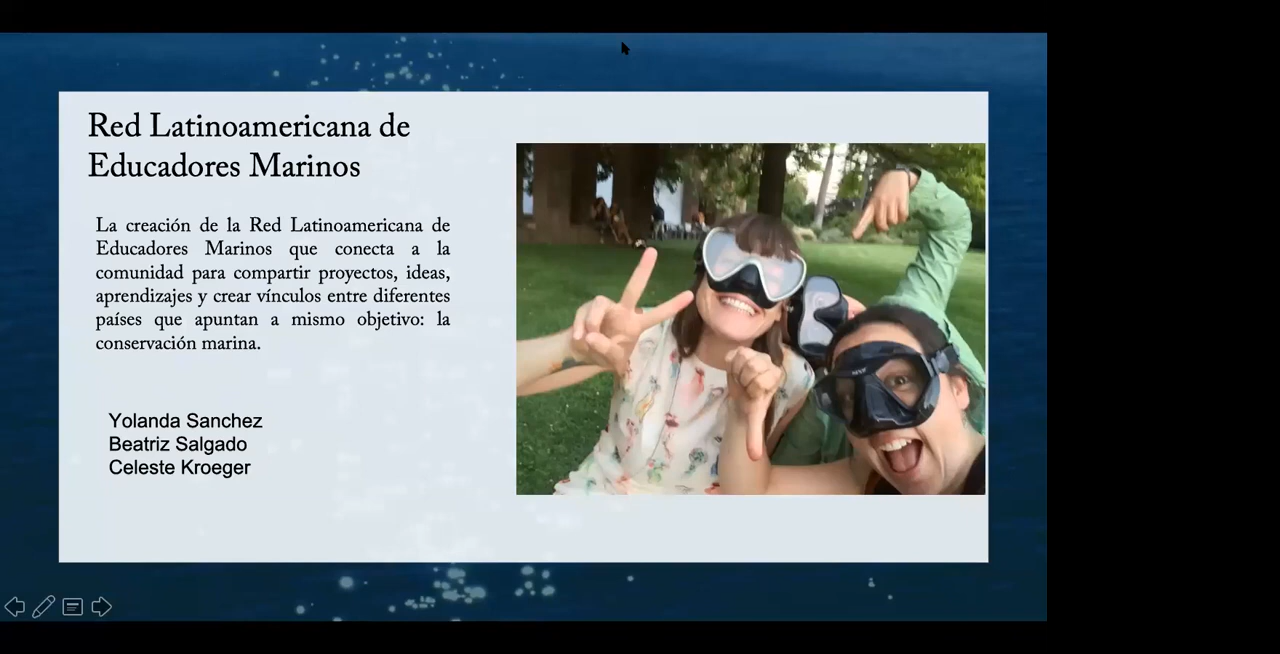 Red Latinoamericana de
Educadores Marinos
La creación de la Red Latinoamericana de
Educadores Marinos que conecta a la
comunidad para compartir proyectos, ideas,
aprendizajes y crear vínculos entre diferentes
países que apuntan a mismo objetivo: la
conservación marina.
Yolanda Sanchez
Beatriz Salgado
Celeste Kroeger